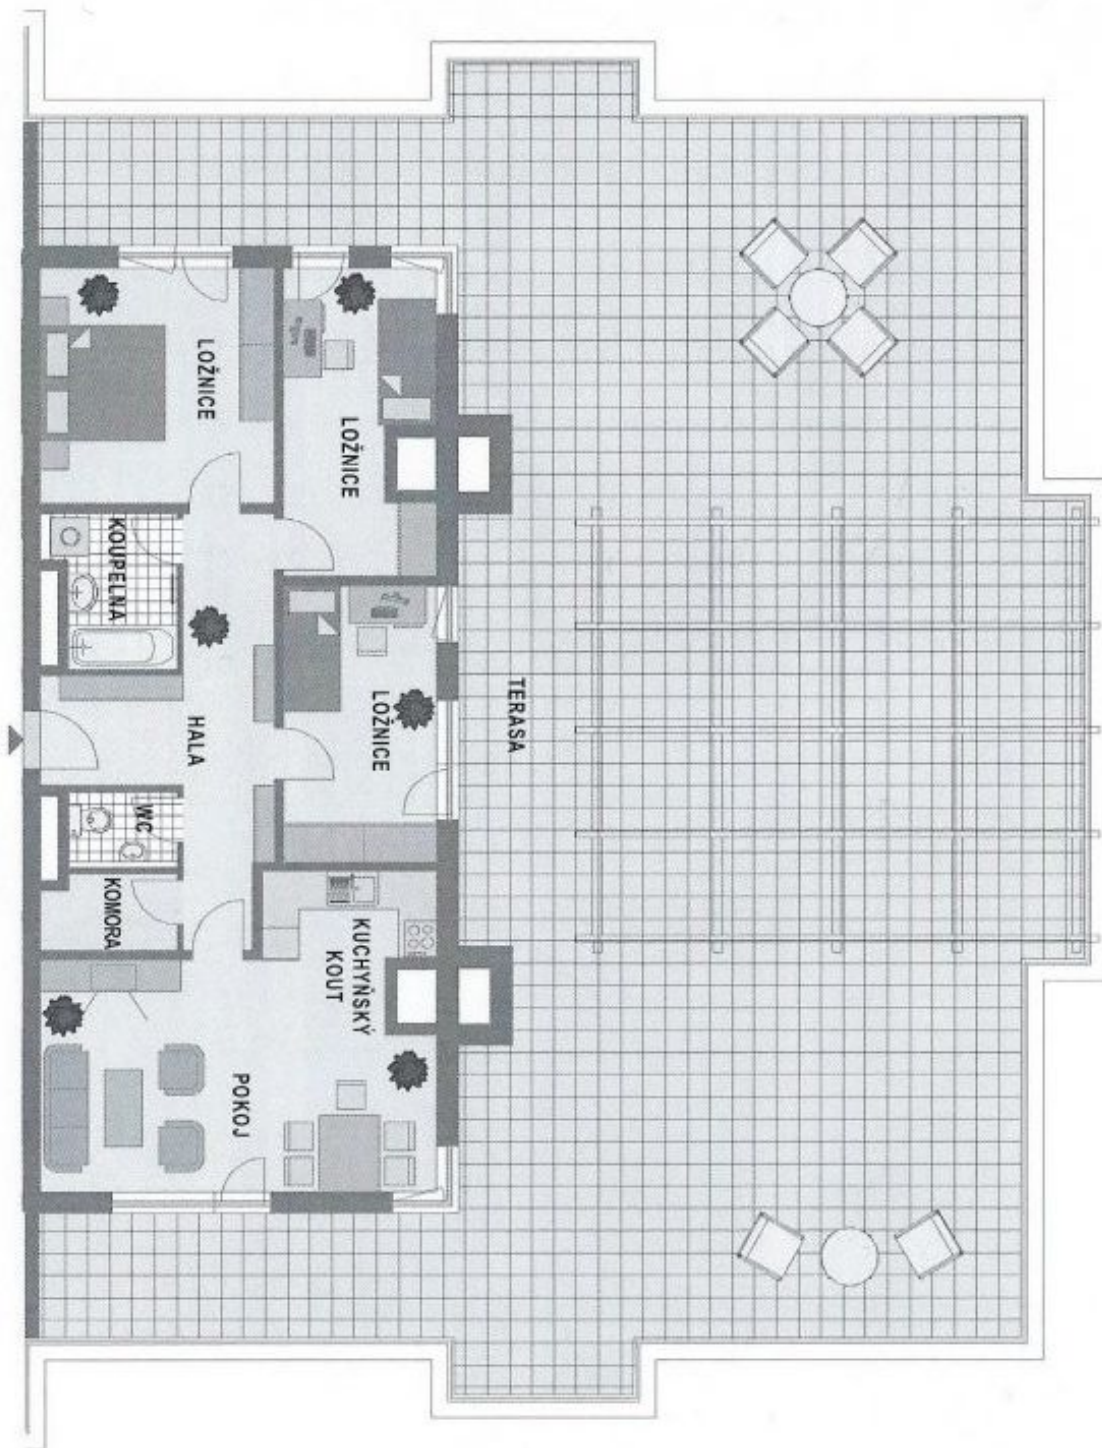 LOŽNICE
LOŽNICE
KOUPELNA
LOŽNICE
TERASA
HALA
WC
KOMORA
KUCHYŇSKÝ
KOUT
POKOJ